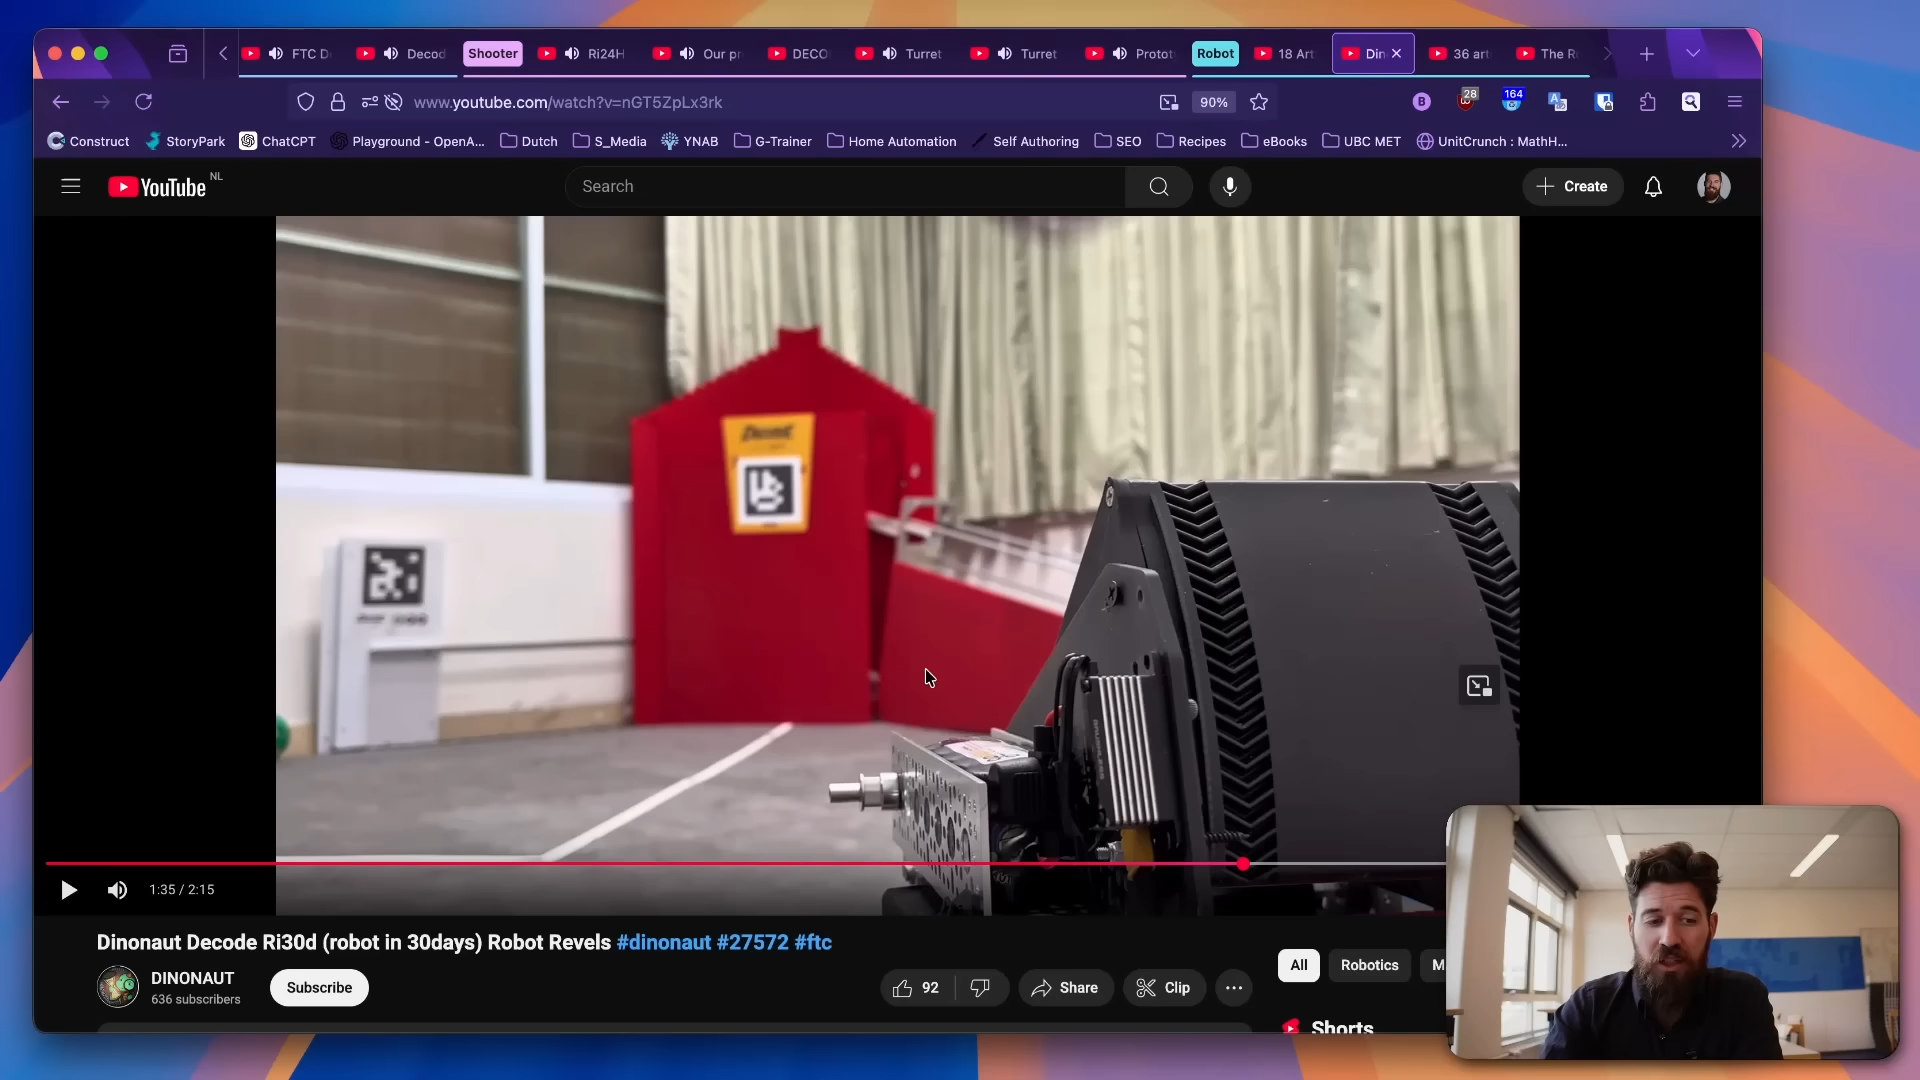 FTC D
Decod
Shooter
Ri24H
Our pr
DECO
Turret
Turret
Protot
Robot
18 Art
Din
36 art
The R
www.youtube.com/watch?v=nGT5ZpLx3rk
90%
B
28
164
Construct
StoryPark
ChatCPT
Playground - OpenA...
Dutch
S_Media
YNAB
G-Trainer
Home Automation
Self Authoring
SEO
Recipes
eBooks
UBC MET
UnitCrunch : MathH...
YouTube NL
Search
Create
1:35 / 2:15
Dinonaut Decode Ri30d (robot in 30days) Robot Revels #dinonaut #27572 #ftc
DINONAUT
636 subscribers
Subscribe
92
Share
Clip
All
Robotics
M
Shorts